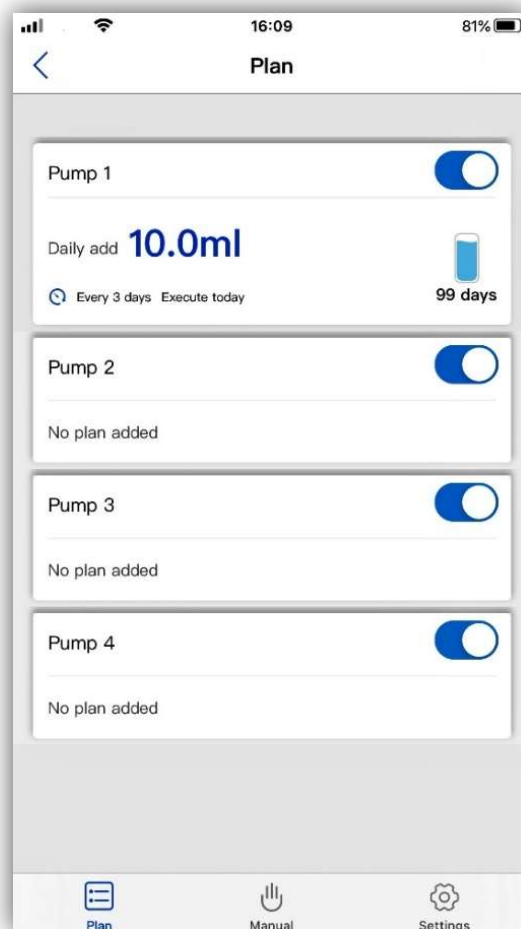 16:09 81%
Plan
Pump 1
Daily add 10.0ml
Every 3 days Execute today 99 days
Pump 2
No plan added
Pump 3
No plan added
Pump 4
No plan added
Plan Manual Settings